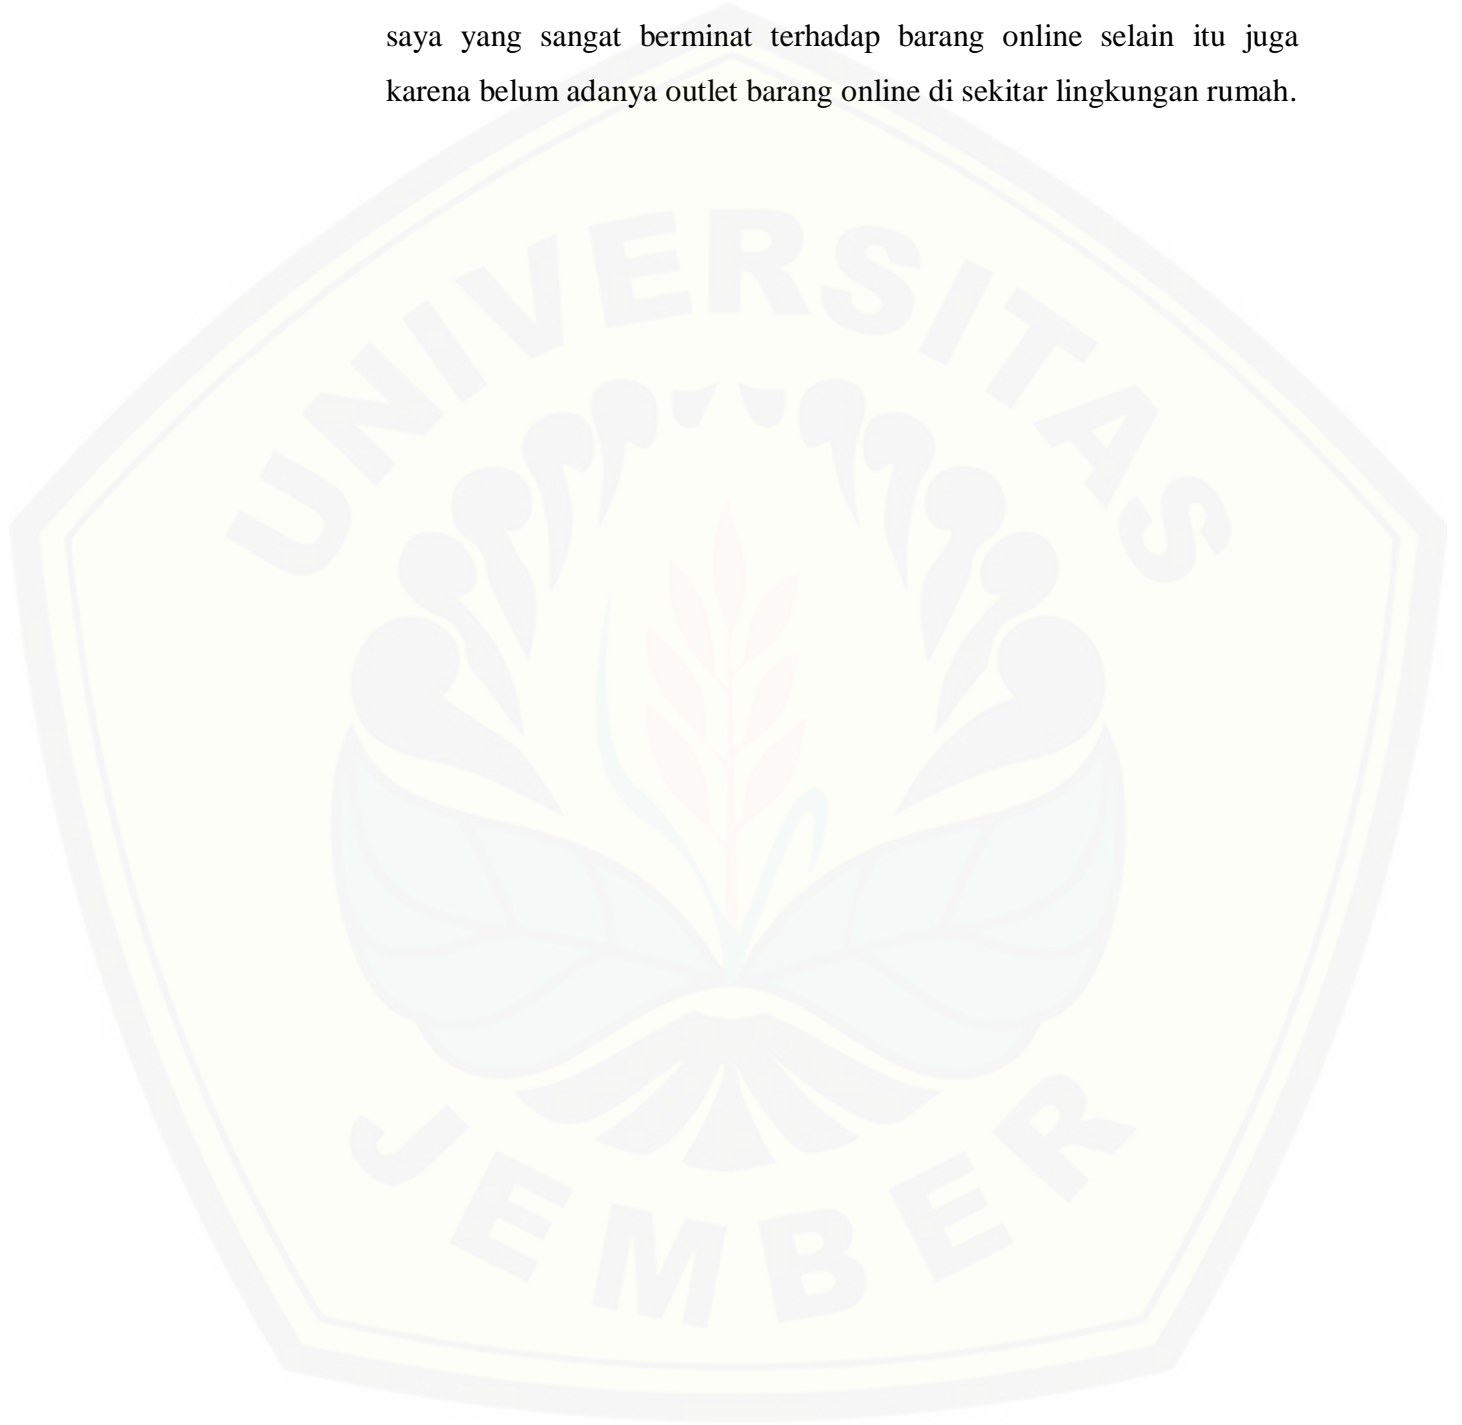 saya yang sangat berminat terhadap barang online selain itu juga
karena belum adanya outlet barang online di sekitar lingkungan rumah.
UNIVERSITAS
JEMBER